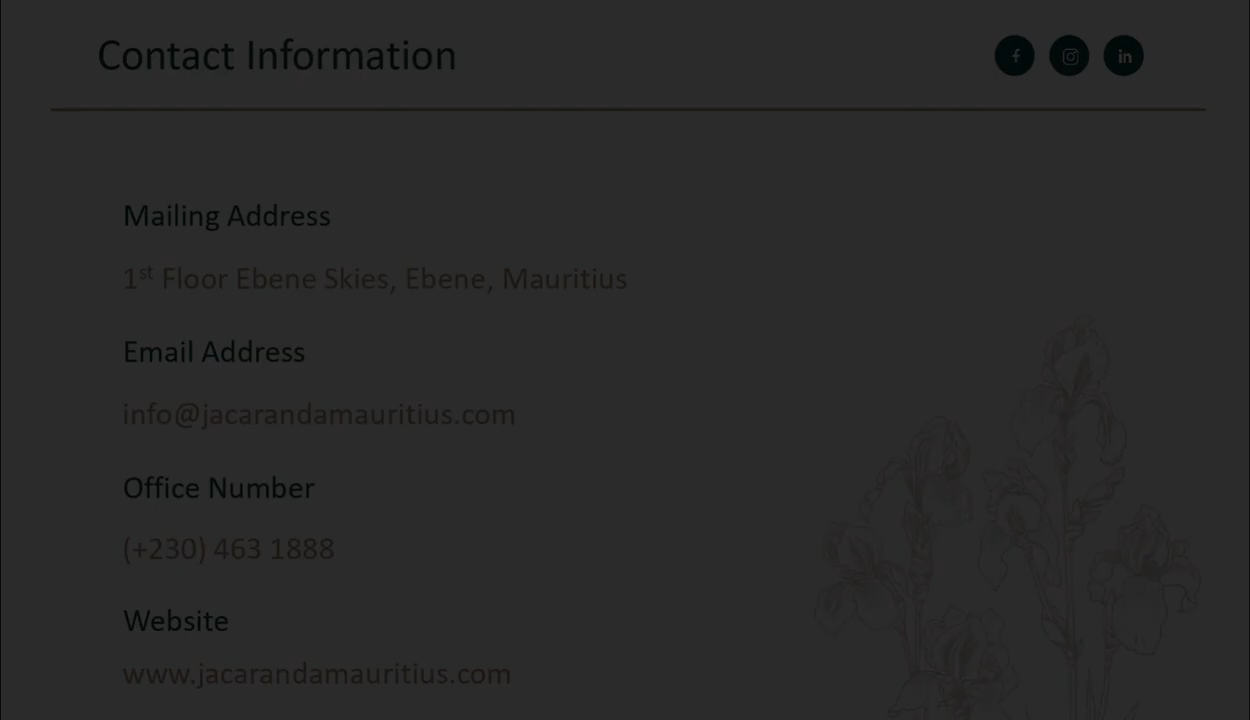 Contact Information
Mailing Address
1st Floor Ebene Skies, Ebene, Mauritius
Email Address
info@jacarandamauritius.com
Office Number
(+230) 463 1888
Website
www.jacarandamauritius.com